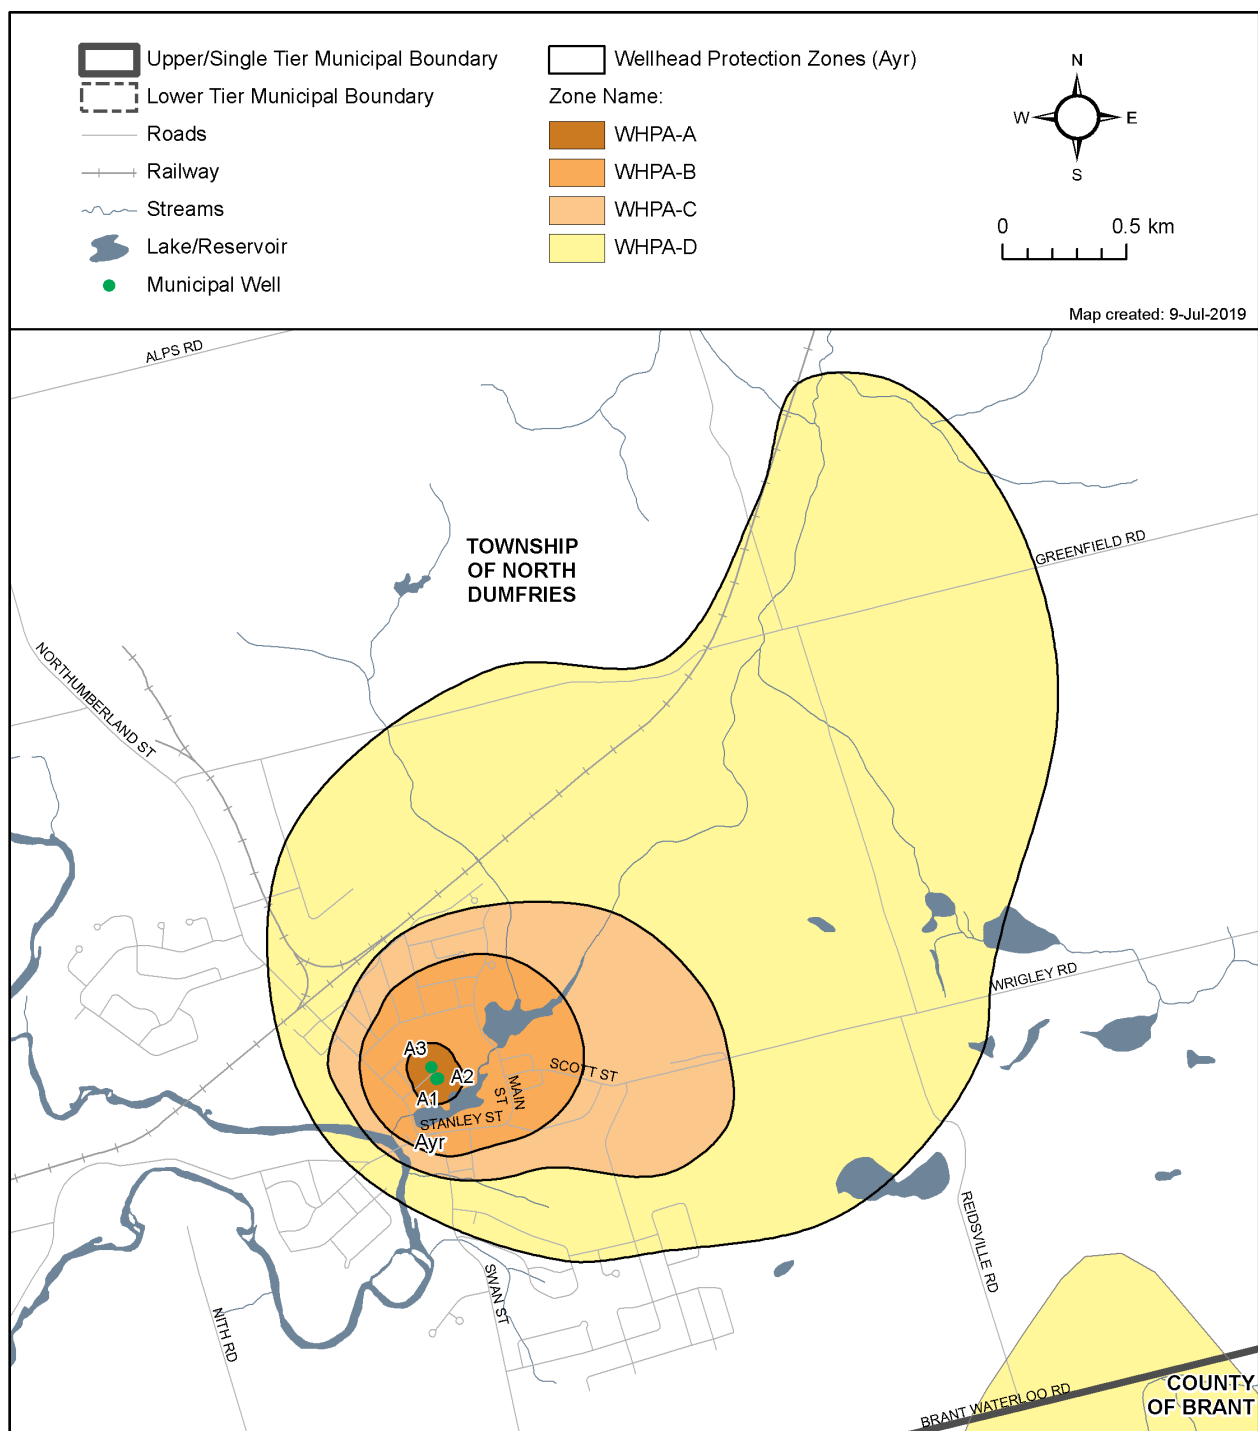 Upper/Single Tier Municipal Boundary
Lower Tier Municipal Boundary
Roads
Railway
Streams
Lake/Reservoir
Municipal Well
Wellhead Protection Zones (Ayr)
Zone Name:
WHPA-A
WHPA-B
WHPA-C
WHPA-D
N
W
E
S
0
0.5 km
Map created: 9-Jul-2019
ALPS RD
TOWNSHIP
OF NORTH
DUMFRIES
GREENFIELD RD
NORTHUMBERLAND ST
WRIGLEY RD
A3
A2
A1
SCOTT ST
MAIN
ST
STANLEY ST
Ayr
REIDSVILLE RD
SWAN ST
NITH RD
BRANT WATERLOO RD
COUNTY
OF BRANT